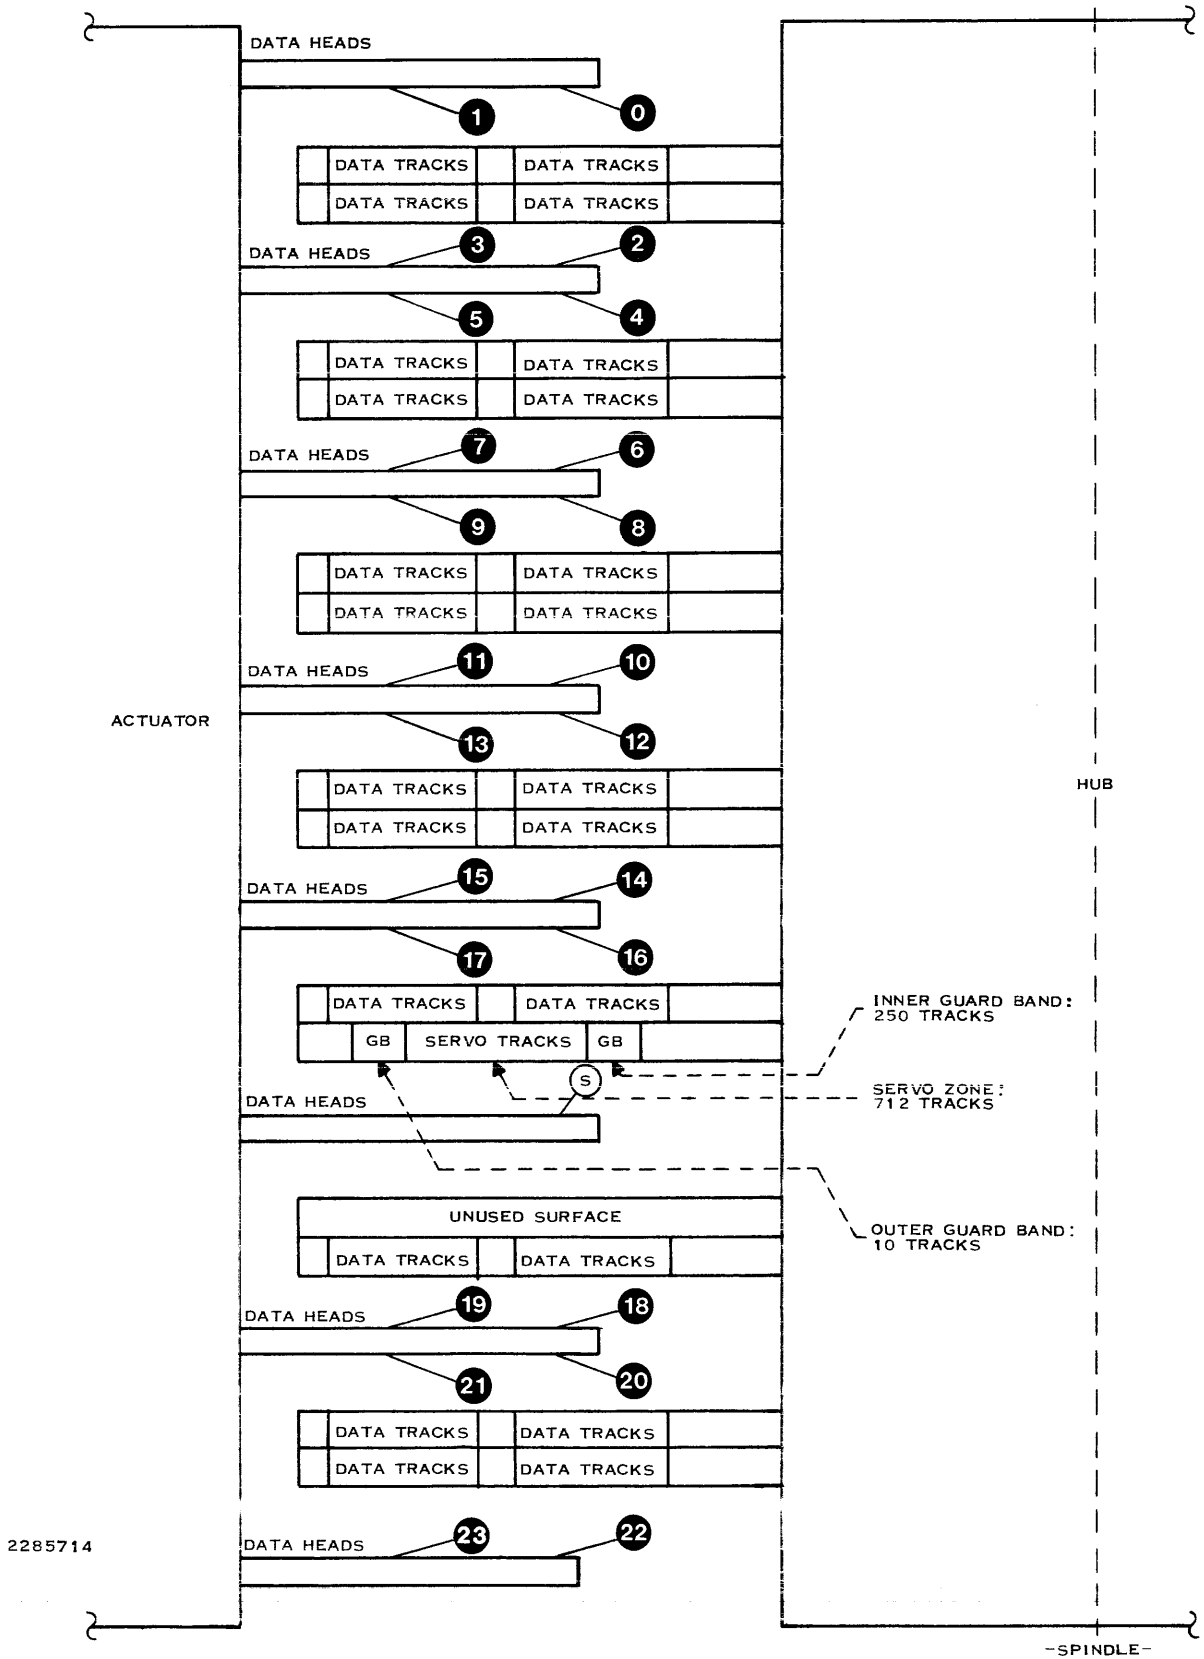 DATA HEADS
1 0
DATA TRACKS DATA TRACKS
DATA TRACKS DATA TRACKS
3 2
DATA HEADS
5 4
DATA TRACKS DATA TRACKS
DATA TRACKS DATA TRACKS
7 6
DATA HEADS
9 8
DATA TRACKS DATA TRACKS
DATA TRACKS DATA TRACKS
11 10
DATA HEADS
ACTUATOR
13 12
DATA TRACKS DATA TRACKS
HUB
DATA TRACKS DATA TRACKS
15 14
DATA HEADS
17 16
DATA TRACKS DATA TRACKS
INNER GUARD BAND:
250 TRACKS
GB SERVO TRACKS GB
S
SERVO ZONE:
712 TRACKS
DATA HEADS
UNUSED SURFACE
OUTER GUARD BAND:
10 TRACKS
DATA TRACKS DATA TRACKS
19 18
DATA HEADS
21 20
DATA TRACKS DATA TRACKS
DATA TRACKS DATA TRACKS
23 22
DATA HEADS
2285714
-SPINDLE-